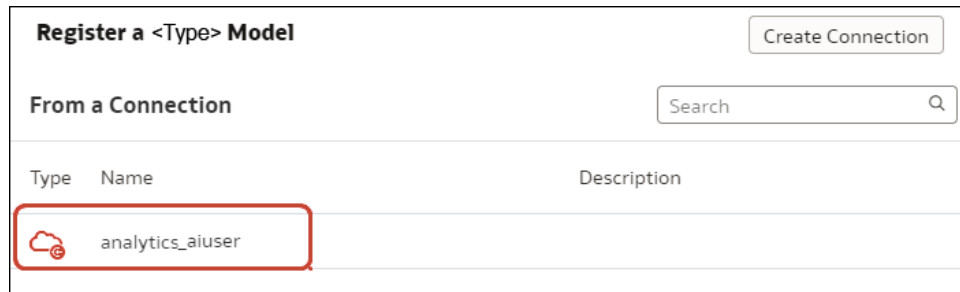 Register a <Type> Model
Create Connection
From a Connection
Search
Type Name Description
analytics_aiuser